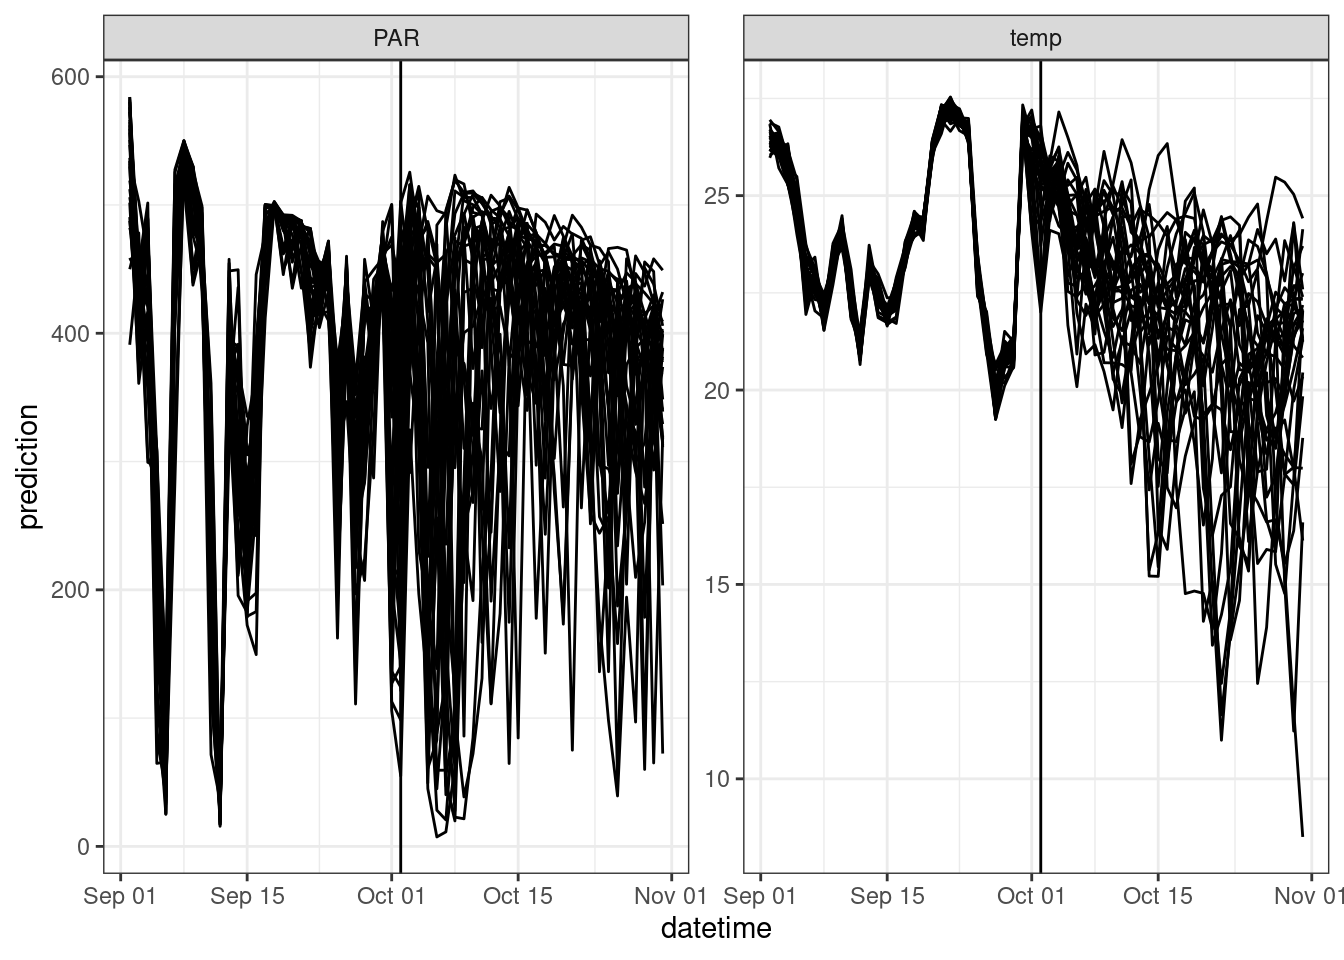 PAR
temp
prediction
600
400
200
0
25
20
15
10
Sep 01
Sep 15
Oct 01
Oct 15
Nov 01
Sep 01
Sep 15
Oct 01
Oct 15
Nov 01
datetime